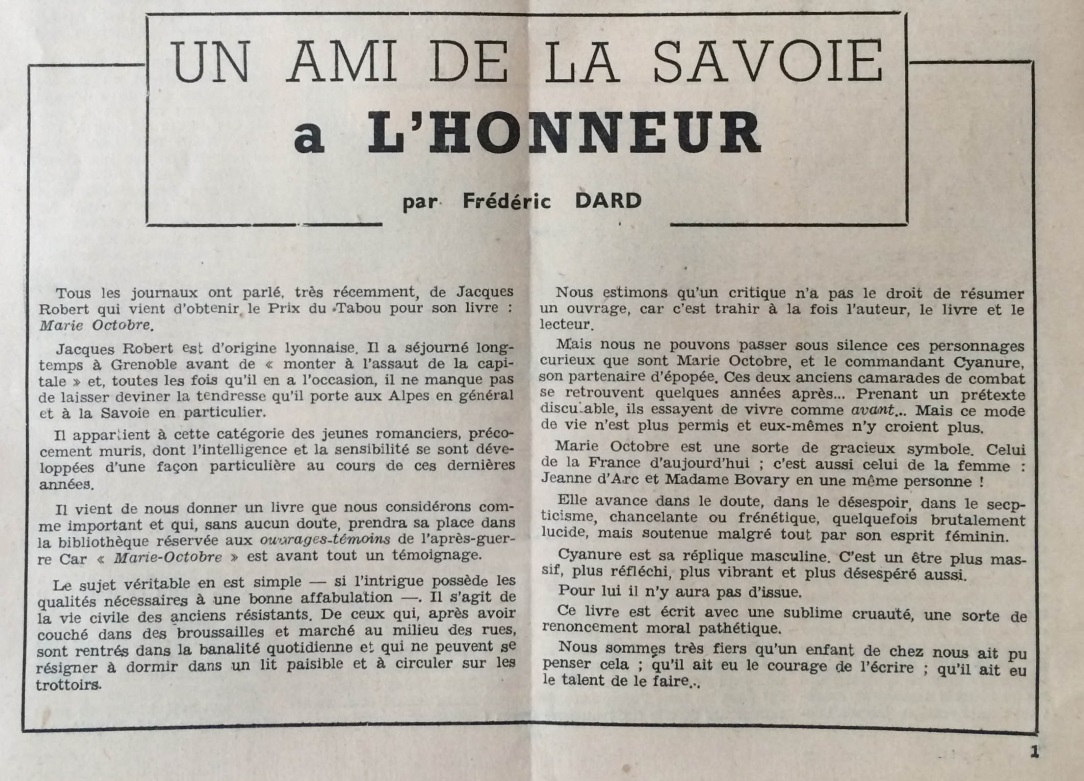 UN AMI DE LA SAVOIE
a L'HONNEUR
par Frédéric DARD
Tous les journaux ont parlé, très récemment, de Jacques
Robert qui vient d'obtenir le Prix du Tabou pour son livre :
Marie Octobre.
Jacques Robert est d'origine lyonnaise. Il a séjourné long-
temps à Grenoble avant de « monter à l'assaut de la capi-
tale » et, toutes les fois qu'il en a l'occasion, il ne manque pas
de laisser deviner la tendresse qu'il porte aux Alpes en général
et à la Savoie en particulier.
Il appartient à cette catégorie des jeunes romanciers, préco-
cement muris, dont l'intelligence et la sensibilité se sont déve-
loppées d'une façon particulière au cours de ces dernières
années.
Il vient de nous donner un livre que nous considérons com-
me important et qui, sans aucun doute, prendra sa place dans
la bibliothèque réservée aux ouvrages-témoins de l'après-guer-
re Car « Marie-Octobre » est avant tout un témoignage.
Le sujet véritable en est simple — si l'intrigue possède les
qualités nécessaires à une bonne affabulation —. Il s'agit de
la vie civile des anciens résistants. De ceux qui, après avoir
couché dans des broussailles et marché au milieu des rues,
sont rentrés dans la banalité quotidienne et qui ne peuvent se
résigner à dormir dans un lit paisible et à circuler sur les
trottoirs.
Nous estimons qu'un critique n'a pas le droit de résumer
un ouvrage, car c'est trahir à la fois l'auteur, le livre et le
lecteur.
Mais nous ne pouvons passer sous silence ces personnages
curieux que sont Marie Octobre, et le commandant Cyanure,
son partenaire d'épopée. Ces deux anciens camarades de combat
se retrouvent quelques années après... Prenant un prétexte
discutable, ils essayent de vivre comme avant... Mais ce mode
de vie n'est plus permis et eux-mêmes n'y croient plus.
Marie Octobre est une sorte de gracieux symbole. Celui
de la France d'aujourd'hui ; c'est aussi celui de la femme :
Jeanne d'Arc et Madame Bovary en une même personne !
Elle avance dans le doute, dans le désespoir, dans le secp-
ticisme, chancelante ou frénétique, quelquefois brutalement
lucide, mais soutenue malgré tout par son esprit féminin.
Cyanure est sa réplique masculine. C'est un être plus mas-
sif, plus réfléchi, plus vibrant et plus désespéré aussi.
Pour lui il n'y aura pas d'issue.
Ce livre est écrit avec une sublime cruauté, une sorte de
renoncement moral pathétique.
Nous sommes très fiers qu'un enfant de chez nous ait pu
penser cela ; qu'il ait eu le courage de l'écrire ; qu'il ait eu
le talent de le faire...
1